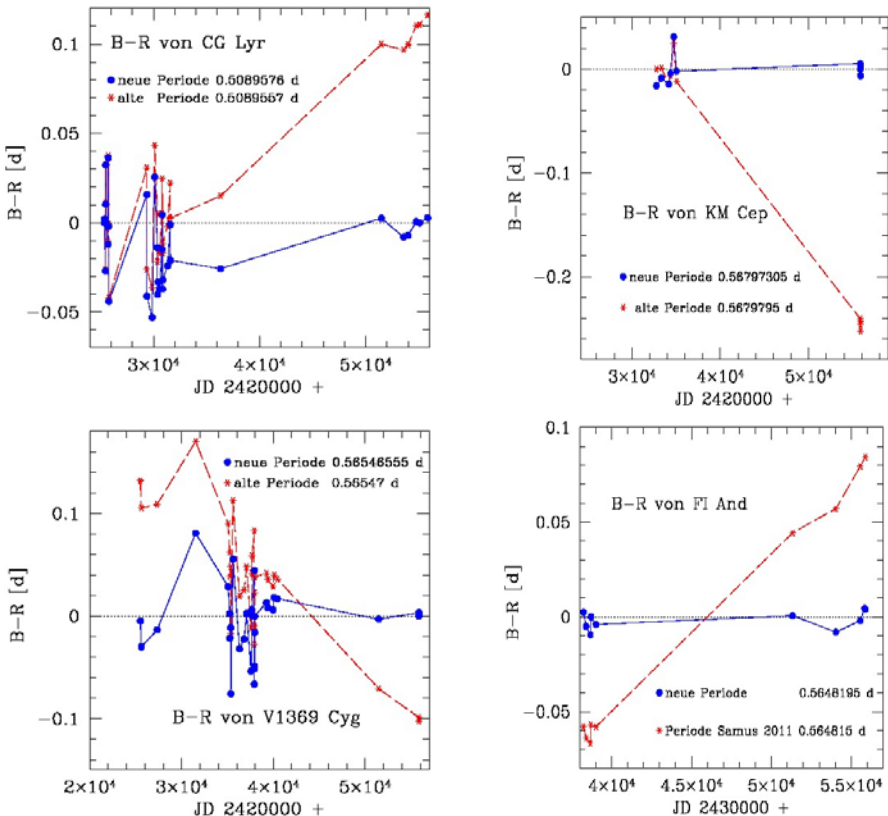 B-R von CG Lyr
neue Periode 0.5089576 d
alte Periode 0.5089557 d
0.1
0.05
0
-0.05
B-R [d]
3×10⁴ 4×10⁴ 5×10⁴
JD 2420000 +
0
-0.1
-0.2
B-R [d]
B-R von KM Cep
neue Periode 0.56797305 d
alte Periode 0.5679795 d
3×10⁴ 4×10⁴ 5×10⁴
JD 2420000 +
neue Periode 0.56546555 d
alte Periode 0.56547 d
0.1
0
-0.1
B-R [d]
B-R von V1369 Cyg
2×10⁴ 3×10⁴ 4×10⁴ 5×10⁴
JD 2420000 +
0.1
0.05
0
-0.05
B-R [d]
B-R von FI And
neue Periode 0.5648195 d
Periode Samus 2011 0.564815 d
4×10⁴ 4.5×10⁴ 5×10⁴ 5.5×10⁴
JD 2430000 +